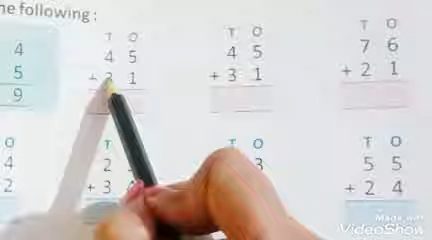 he following :
T O T O T O
4 4 5 4 5 7 6
5 + 3 1 + 3 1 + 2 1
9
O T T O T O
4 2 3 5 5
2 + 3 + 2 4
Made with
VideoShow